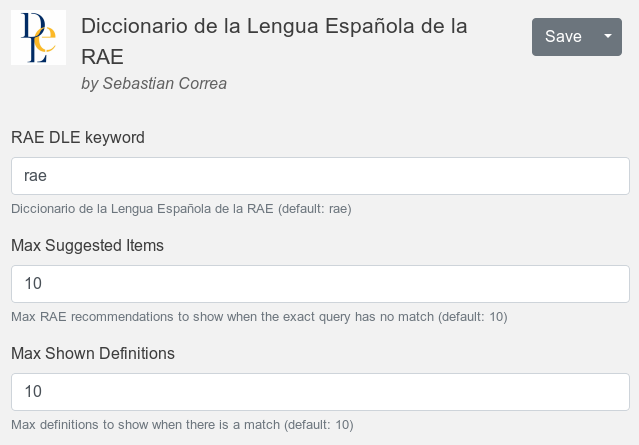 DeL
Diccionario de la Lengua Española de la
RAE
by Sebastian Correa
Save
RAE DLE keyword
rae
Diccionario de la Lengua Española de la RAE (default: rae)
Max Suggested Items
10
Max RAE recommendations to show when the exact query has no match (default: 10)
Max Shown Definitions
10
Max definitions to show when there is a match (default: 10)